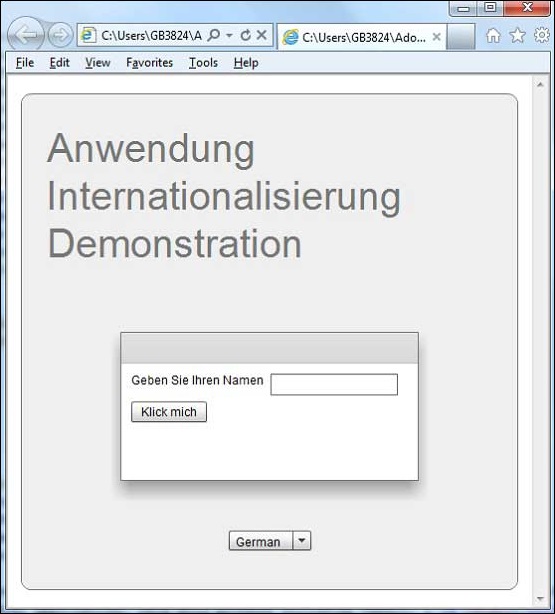 C:\Users\GB3824\A
C:\Users\GB3824\Ado...
File Edit View Favorites Tools Help
Anwendung
Internationalisierung
Demonstration
Geben Sie Ihren Namen
Klick mich
German